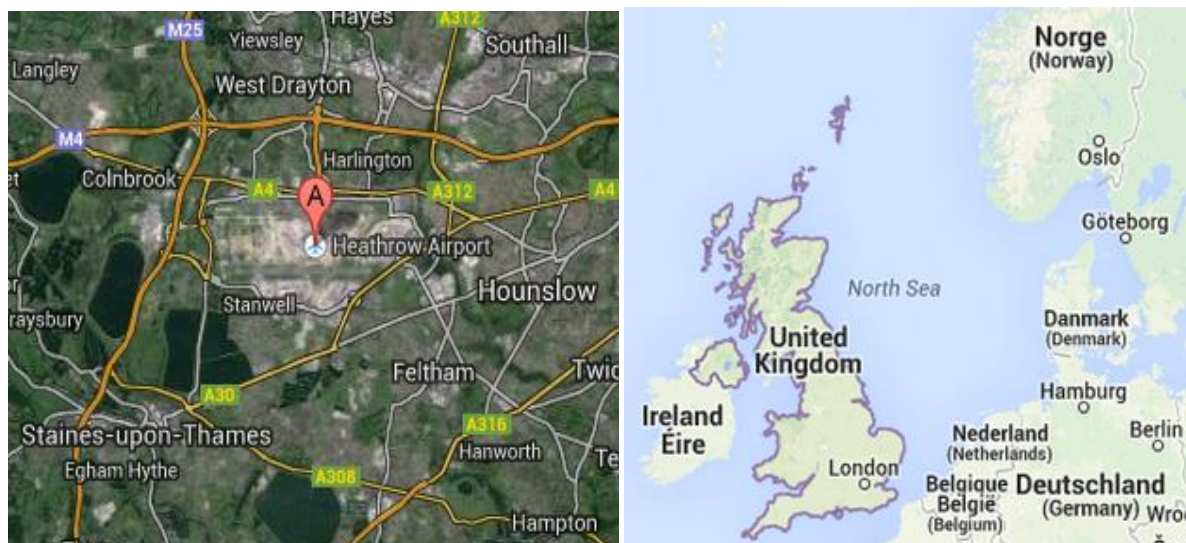 M25
Hayes
A312
Yiewsley
Southall
Langley
West Drayton
M4
Harlington
Colnbrook
A4
A312
A4
A
Heathrow Airport
Stanwell
Hounslow
raysbury
Feltham
Twic
A30
Staines-upon-Thames
A316
Hanworth
Te
Egham Hythe
A308
Hampton
Norge
(Norway)
Oslo
Göteborg
North Sea
Danmark
(Denmark)
United
Kingdom
Hamburg
Ireland
Éire
Nederland
(Netherlands)
Berlin
London
Belgique
België
(Belgium)
Deutschland
(Germany)
Wro